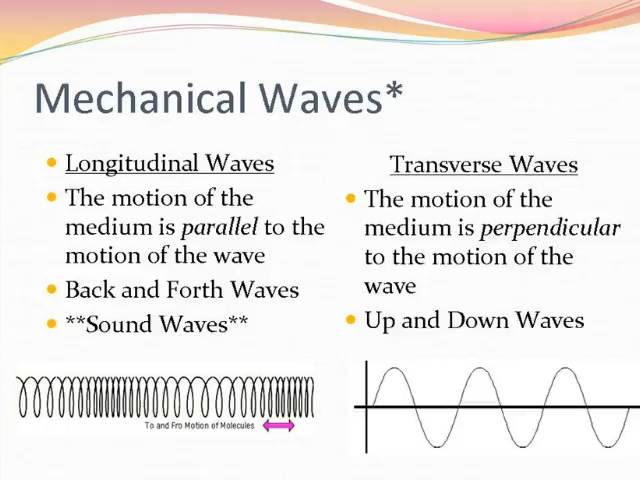 Mechanical Waves*
Longitudinal Waves
The motion of the
medium is parallel to the
motion of the wave
Back and Forth Waves
**Sound Waves**
To and Fro Motion of Molecules
Transverse Waves
The motion of the
medium is perpendicular
to the motion of the
wave
Up and Down Waves